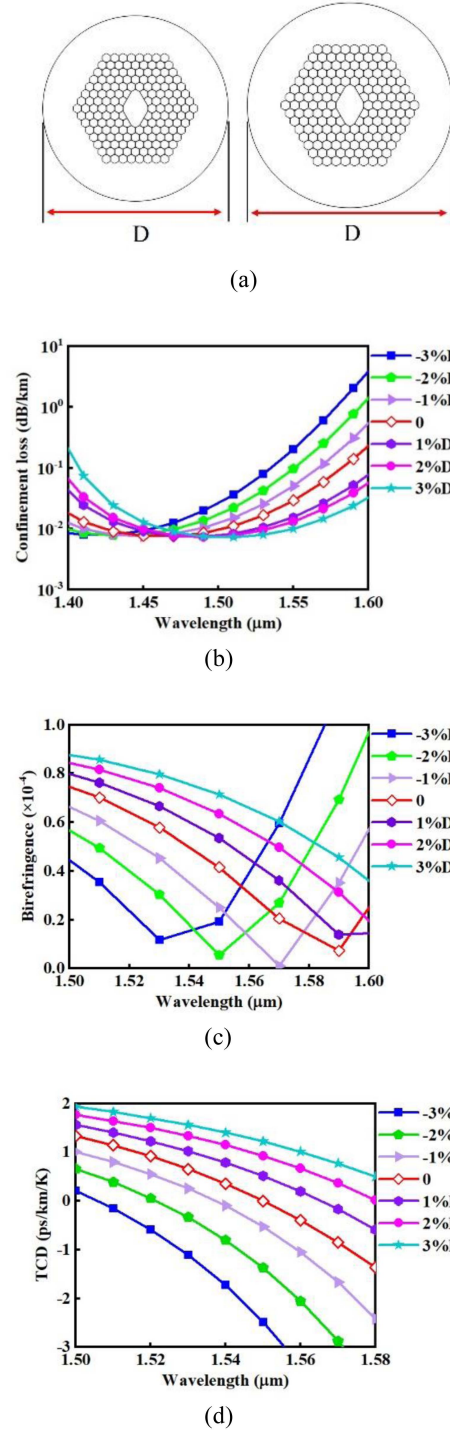 D
D
(a)
10¹
10⁰
10⁻¹
10⁻²
10⁻³
Confinement loss (dB/km)
1.40
1.45
1.50
1.55
1.60
Wavelength (μm)
-3%
-2%
-1%
0
1%D
2%D
3%D
(b)
1.0
0.8
0.6
0.4
0.2
0.0
Birefringence (×10⁻⁴)
1.50
1.52
1.54
1.56
1.58
1.60
Wavelength (μm)
-3%
-2%
-1%
0
1%D
2%D
3%D
(c)
2
1
0
-1
-2
-3
TCD (ps/km/K)
1.50
1.52
1.54
1.56
1.58
Wavelength (μm)
-3%
-2%
-1%
0
1%
2%
3%
(d)